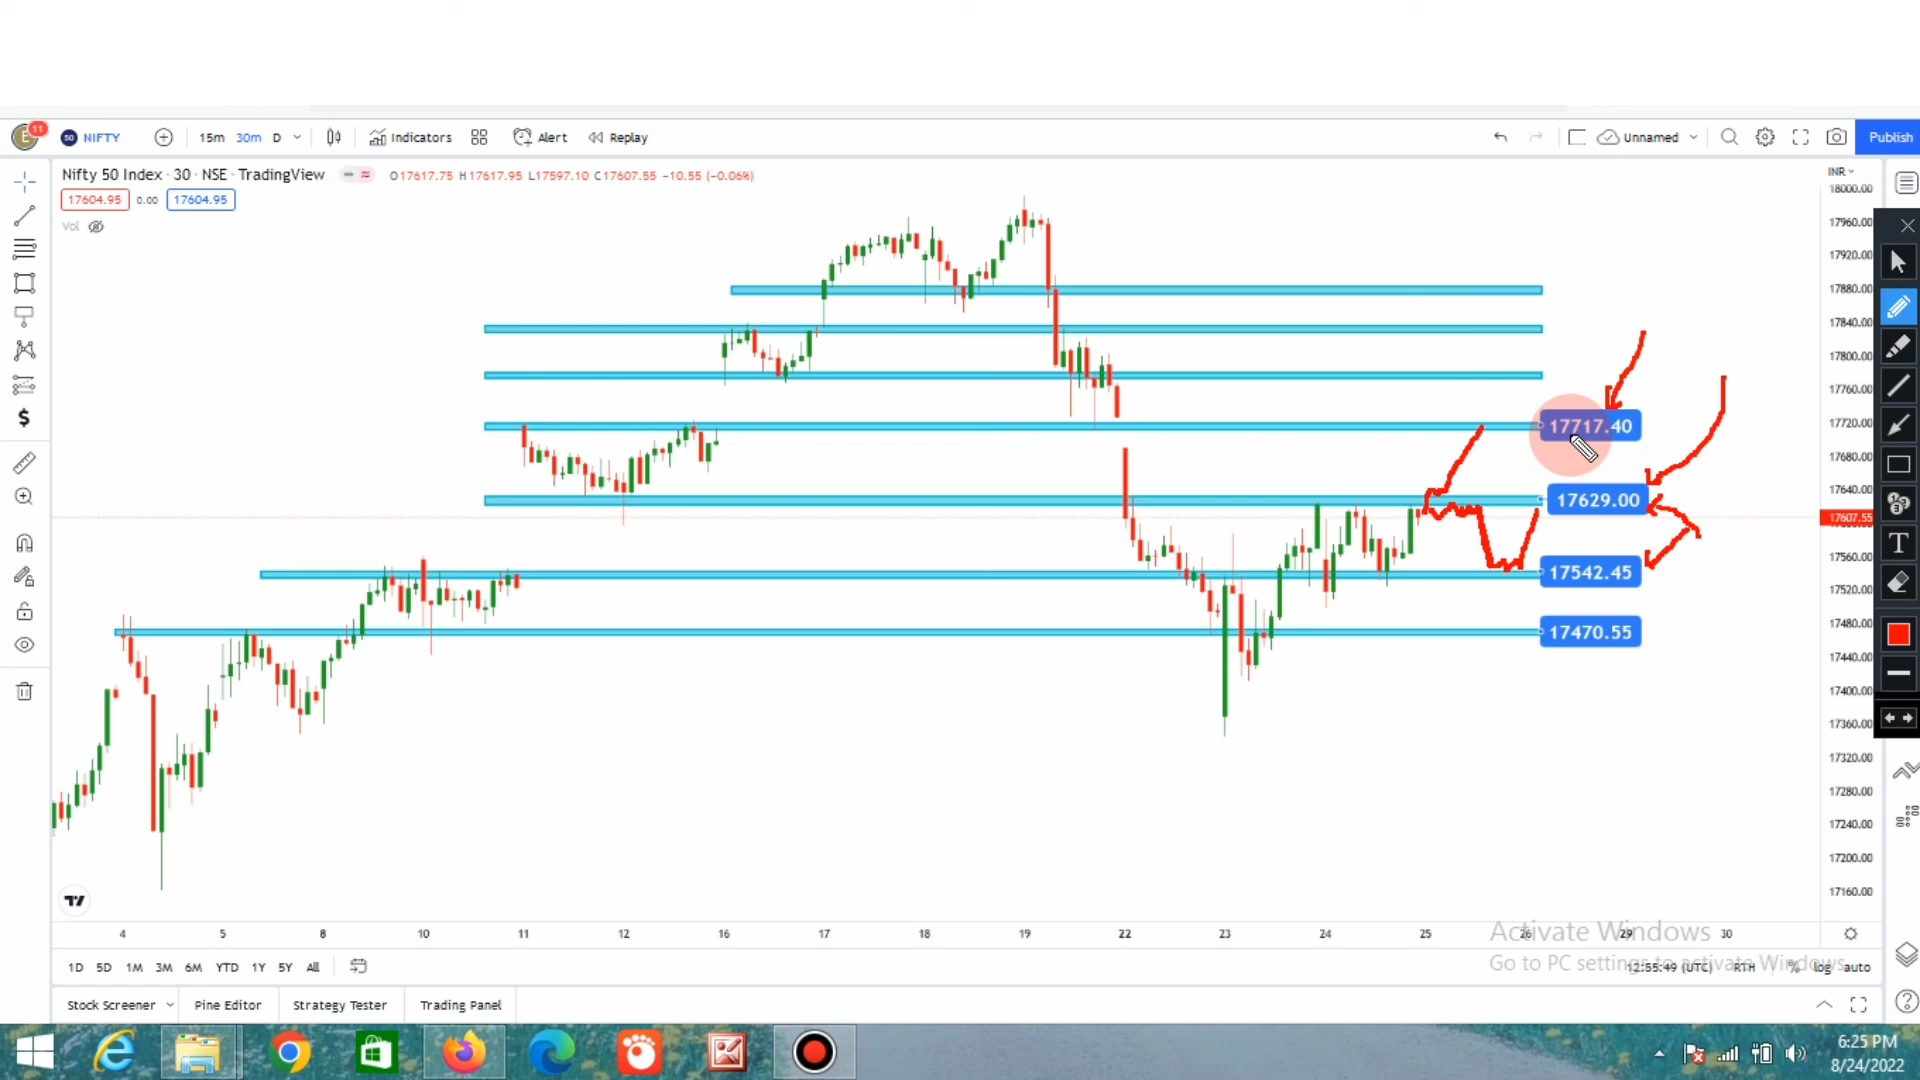 11
E
50 NIFTY
15m 30m D
Indicators
Alert
Replay
Unnamed
Publish
Nifty 50 Index · 30 · NSE · TradingView
O17617.75 H17617.95 L17597.10 C17607.55 −10.55 (−0.06%)
INR
17604.95 0.00 17604.95
Vol
18000.00
17960.00
17920.00
17880.00
17840.00
17800.00
17760.00
17720.00
17680.00
17640.00
17607.55
17560.00
17520.00
17480.00
17440.00
17400.00
17360.00
17320.00
17280.00
17240.00
17200.00
17160.00
17717.40
17629.00
17542.45
17470.55
T
4 5 8 10 11 12 16 17 18 19 22 23 24 25 26 29 30
Activate Windows
Go to PC settings to activate Windows.
1D 5D 1M 3M 6M YTD 1Y 5Y All
12:55:49 (UTC) RTH % log auto
Stock Screener Pine Editor Strategy Tester Trading Panel
6:25 PM
8/24/2022